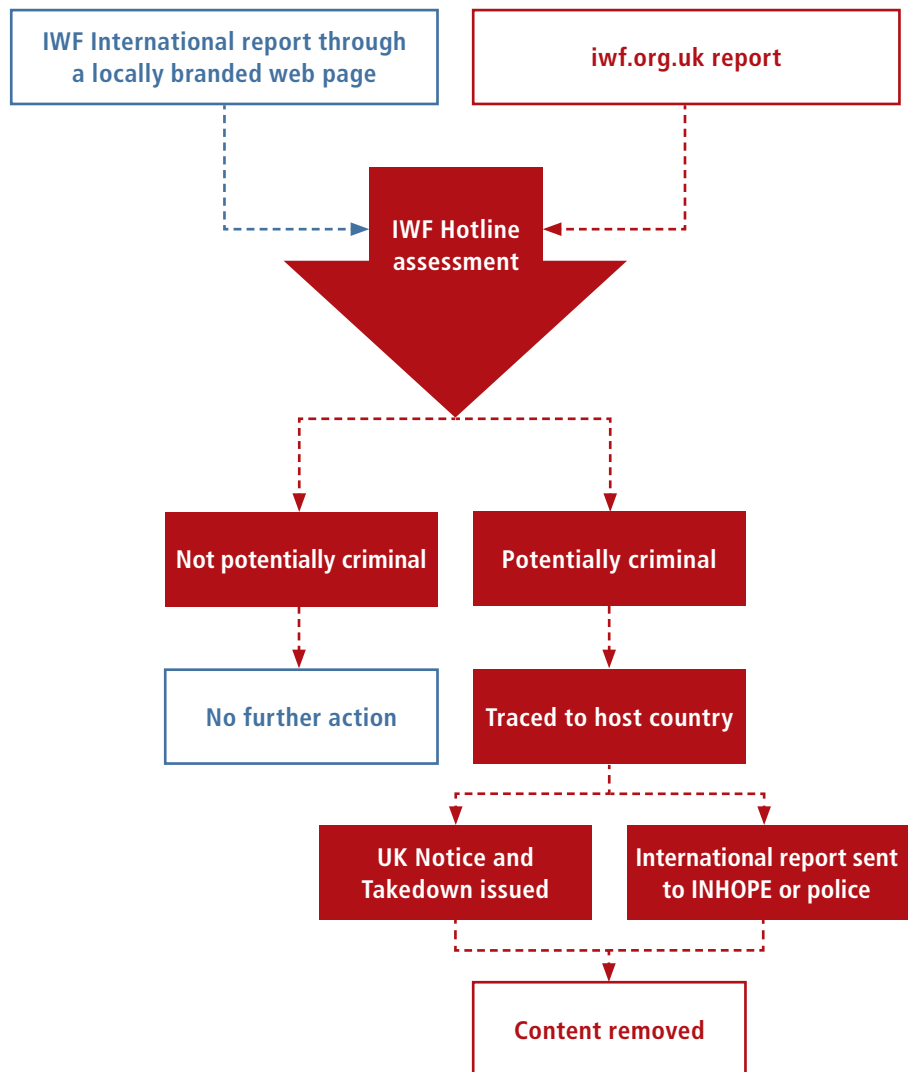 IWF International report through
a locally branded web page
iwf.org.uk report
IWF Hotline
assessment
Not potentially criminal
Potentially criminal
No further action
Traced to host country
UK Notice and
Takedown issued
International report sent
to INHOPE or police
Content removed